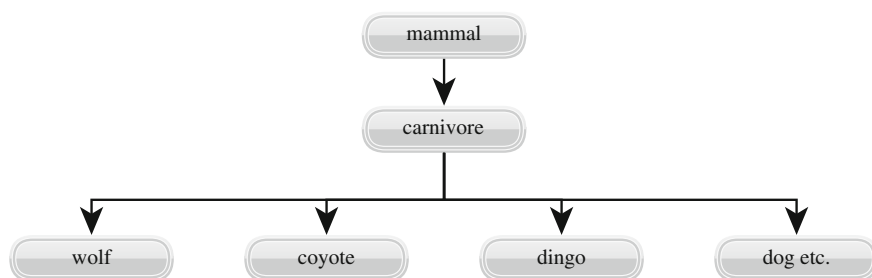 mammal
carnivore
wolf
coyote
dingo
dog etc.